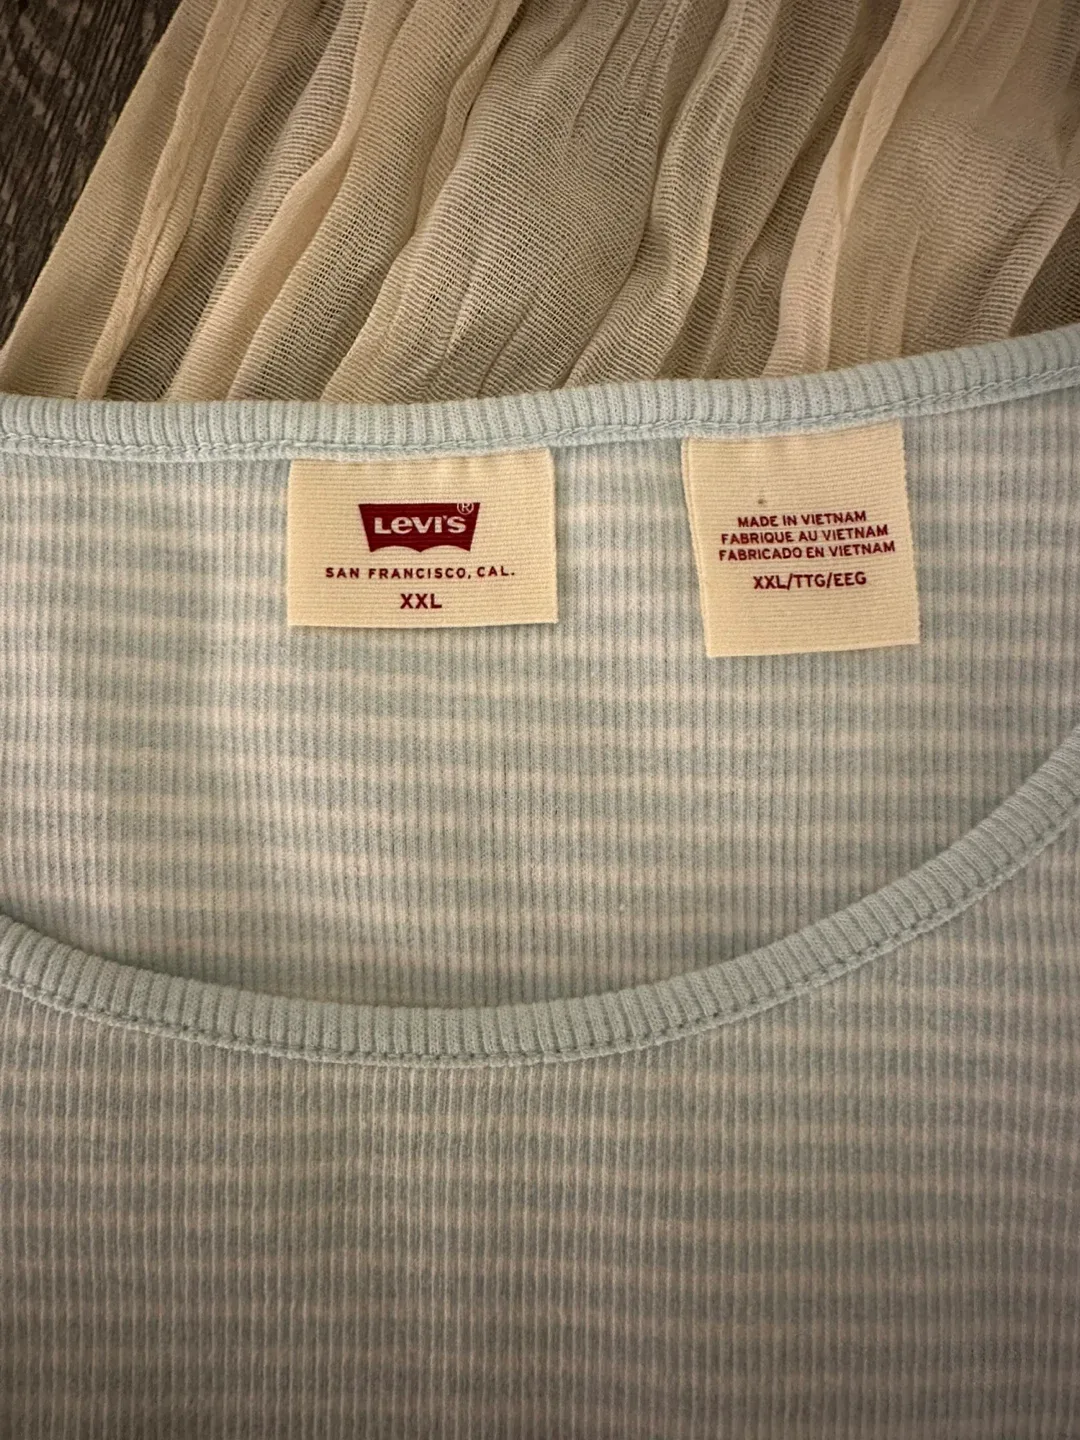 LEVI'S®
SAN FRANCISCO, CAL.
XXL
MADE IN VIETNAM
FABRIQUE AU VIETNAM
FABRICADO EN VIETNAM
XXL/TTG/EEG